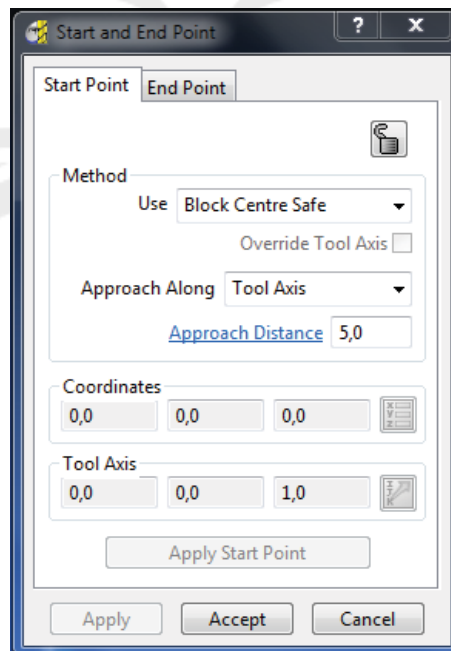 Start and End Point ? X
Start Point End Point
Method
Use Block Centre Safe
Override Tool Axis
Approach Along Tool Axis
Approach Distance 5,0
Coordinates
0,0 0,0 0,0
X
Y
Z
Tool Axis
0,0 0,0 1,0
I
J
K
Apply Start Point
Apply Accept Cancel